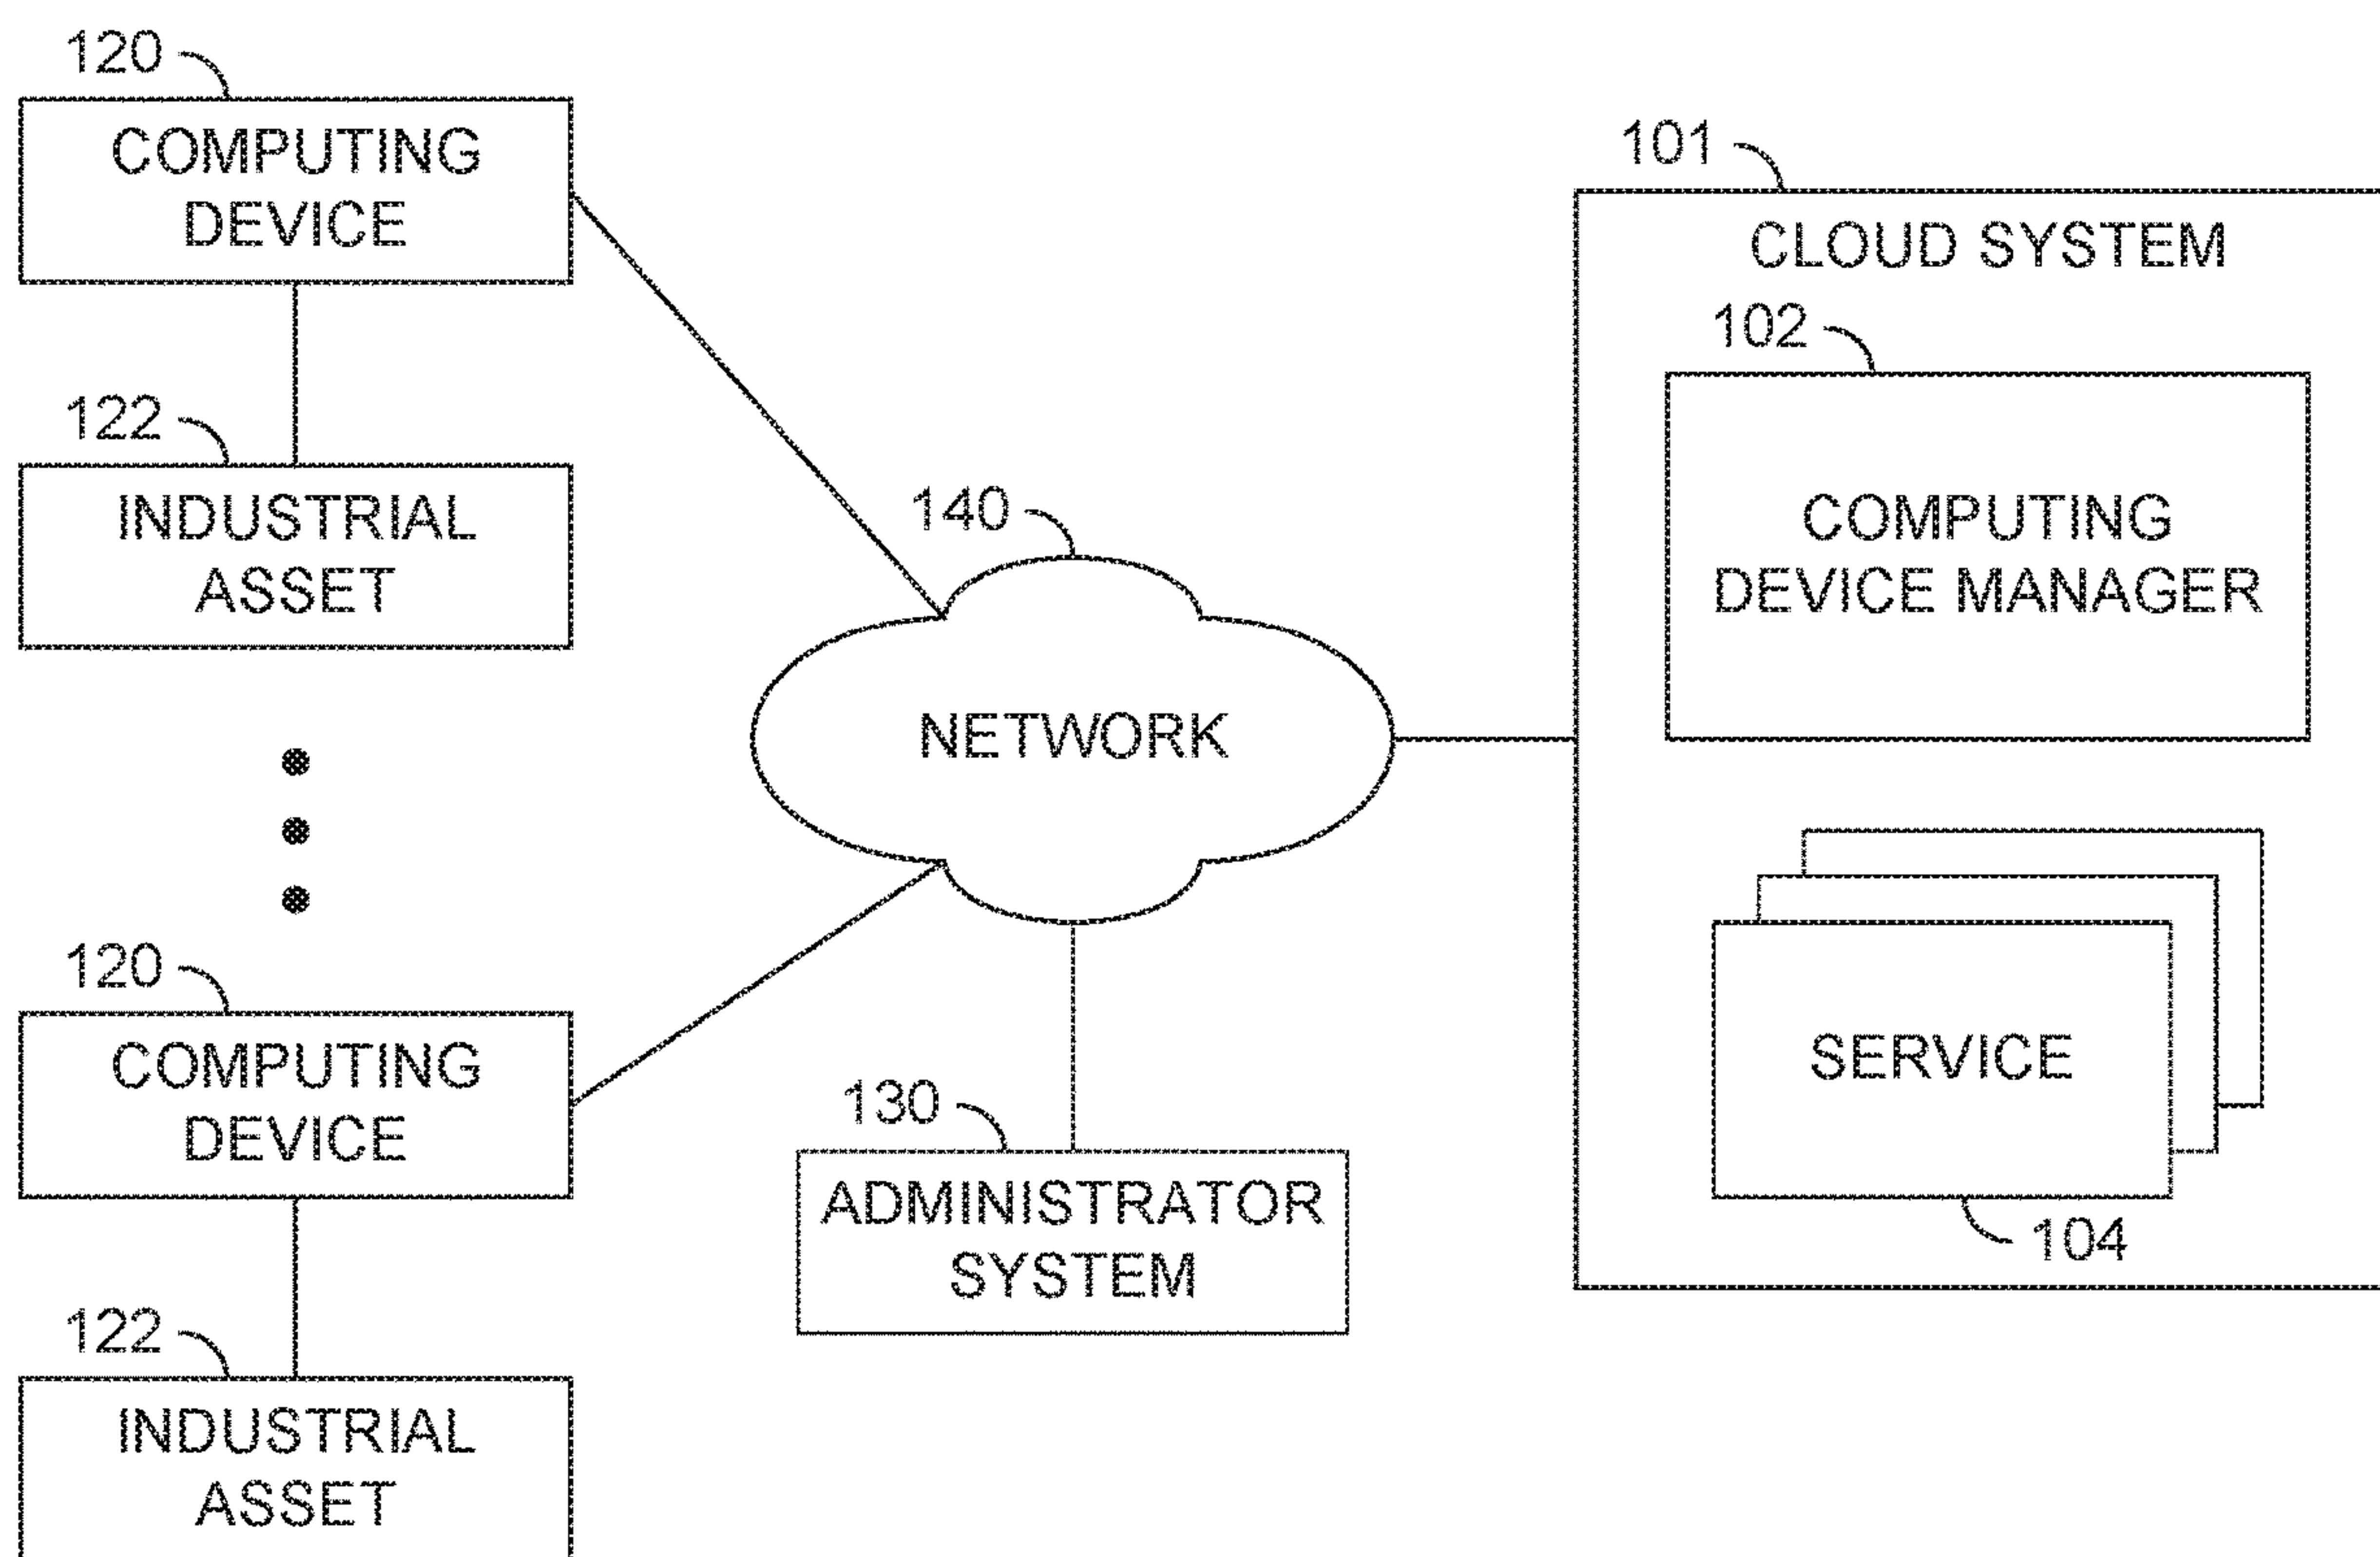 120
COMPUTING
DEVICE
122
INDUSTRIAL
ASSET
120
COMPUTING
DEVICE
122
INDUSTRIAL
ASSET
140
NETWORK
130
ADMINISTRATOR
SYSTEM
101
CLOUD SYSTEM
102
COMPUTING
DEVICE MANAGER
SERVICE
104